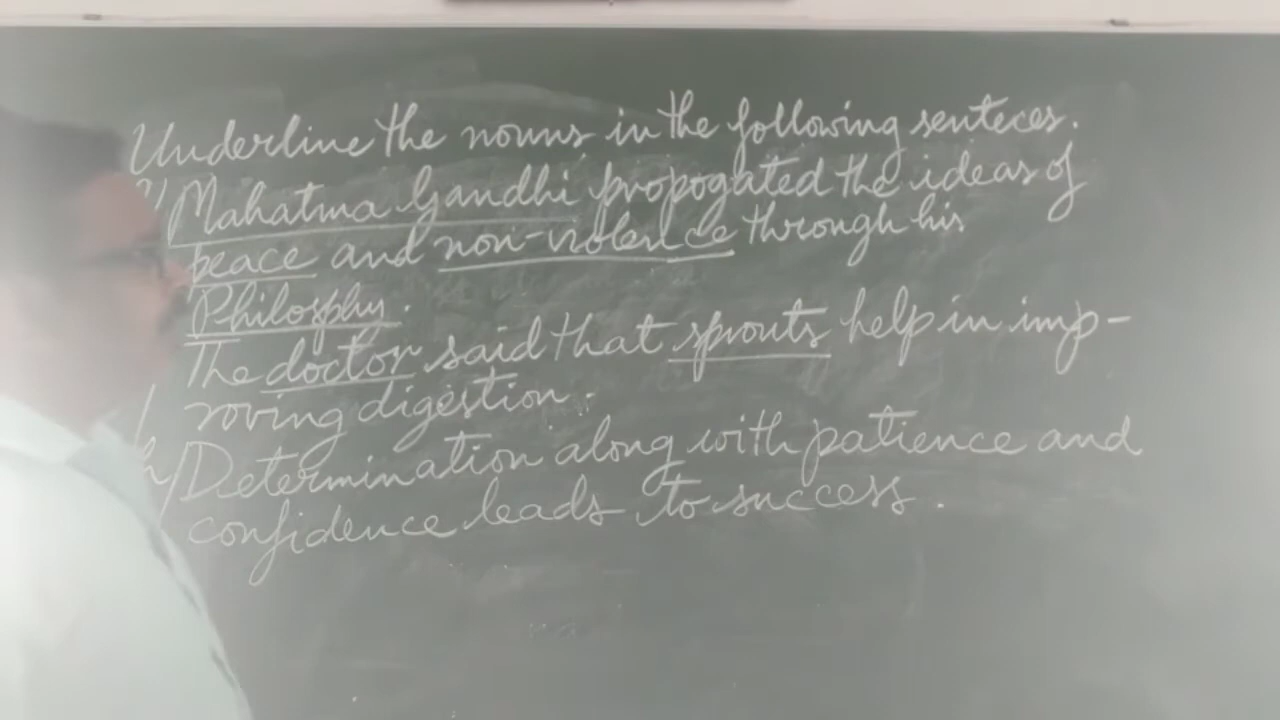 Underline the nouns in the following senteces.
Mahatma Gandhi propogated the ideas of
peace and non-violence through his
Philosphy.
The doctor said that sprouts help in imp-
roving digestion.
Determination along with patience and
confidence leads to success.